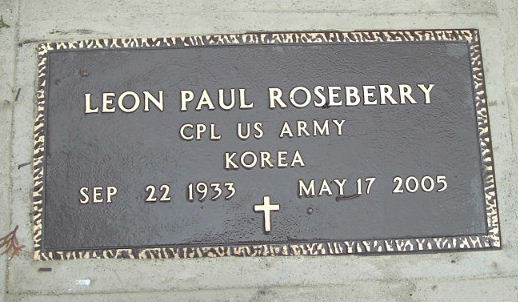 LEON PAUL ROSEBERRY
CPL US ARMY
KOREA
SEP 22 1933 MAY 17 2005